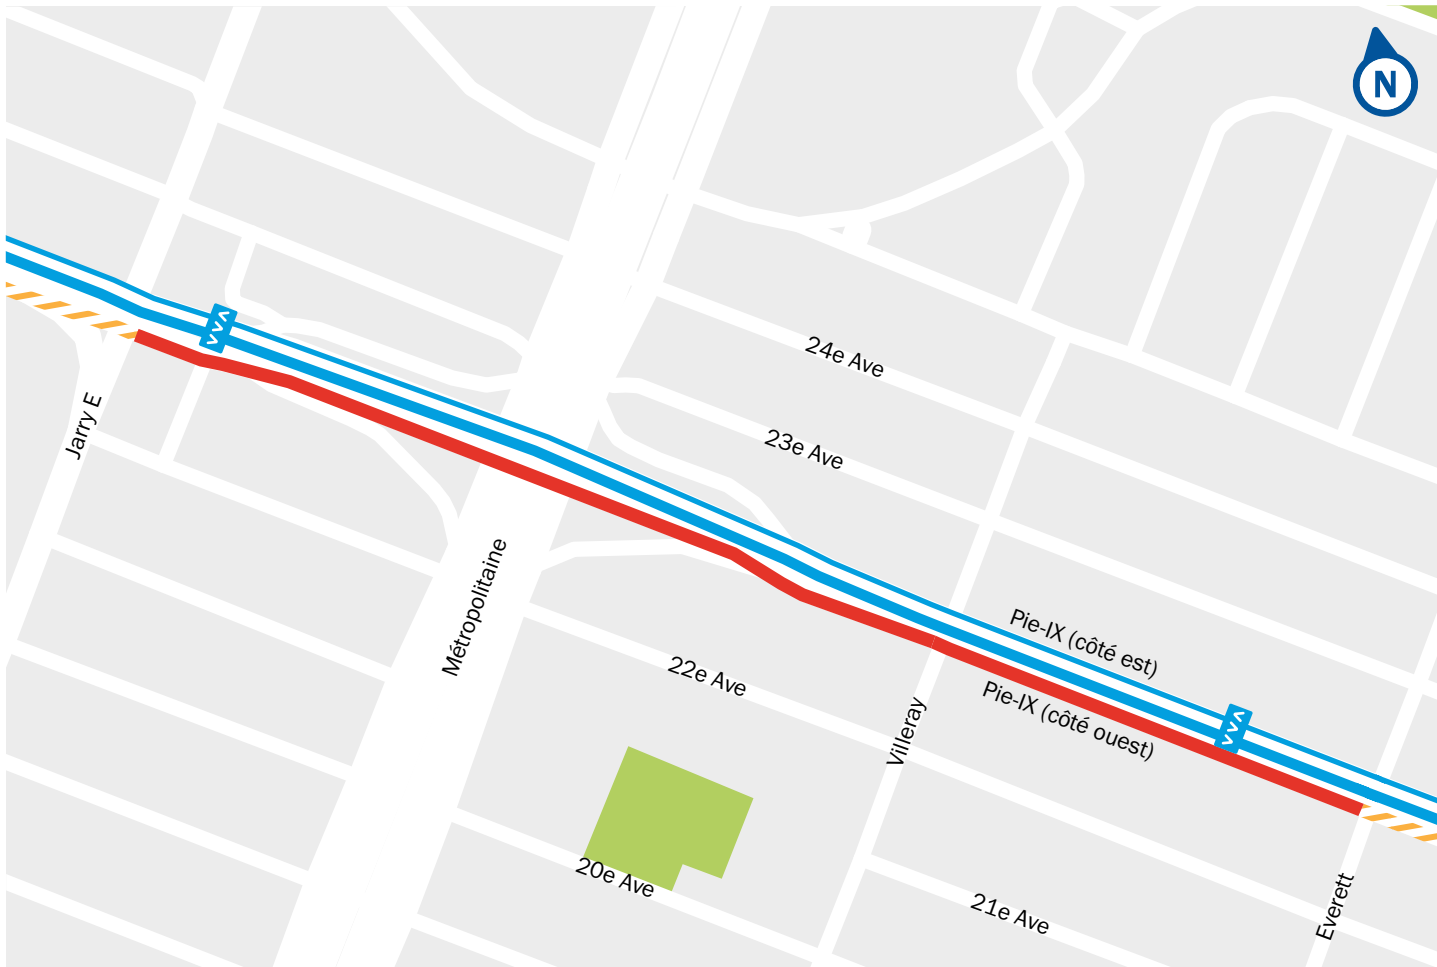 N
24e Ave
Jarry E
23e Ave
Métropolitaine
Pie-IX (côté est)
22e Ave
Pie-IX (côté ouest)
Villeray
20e Ave
21e Ave
Everett